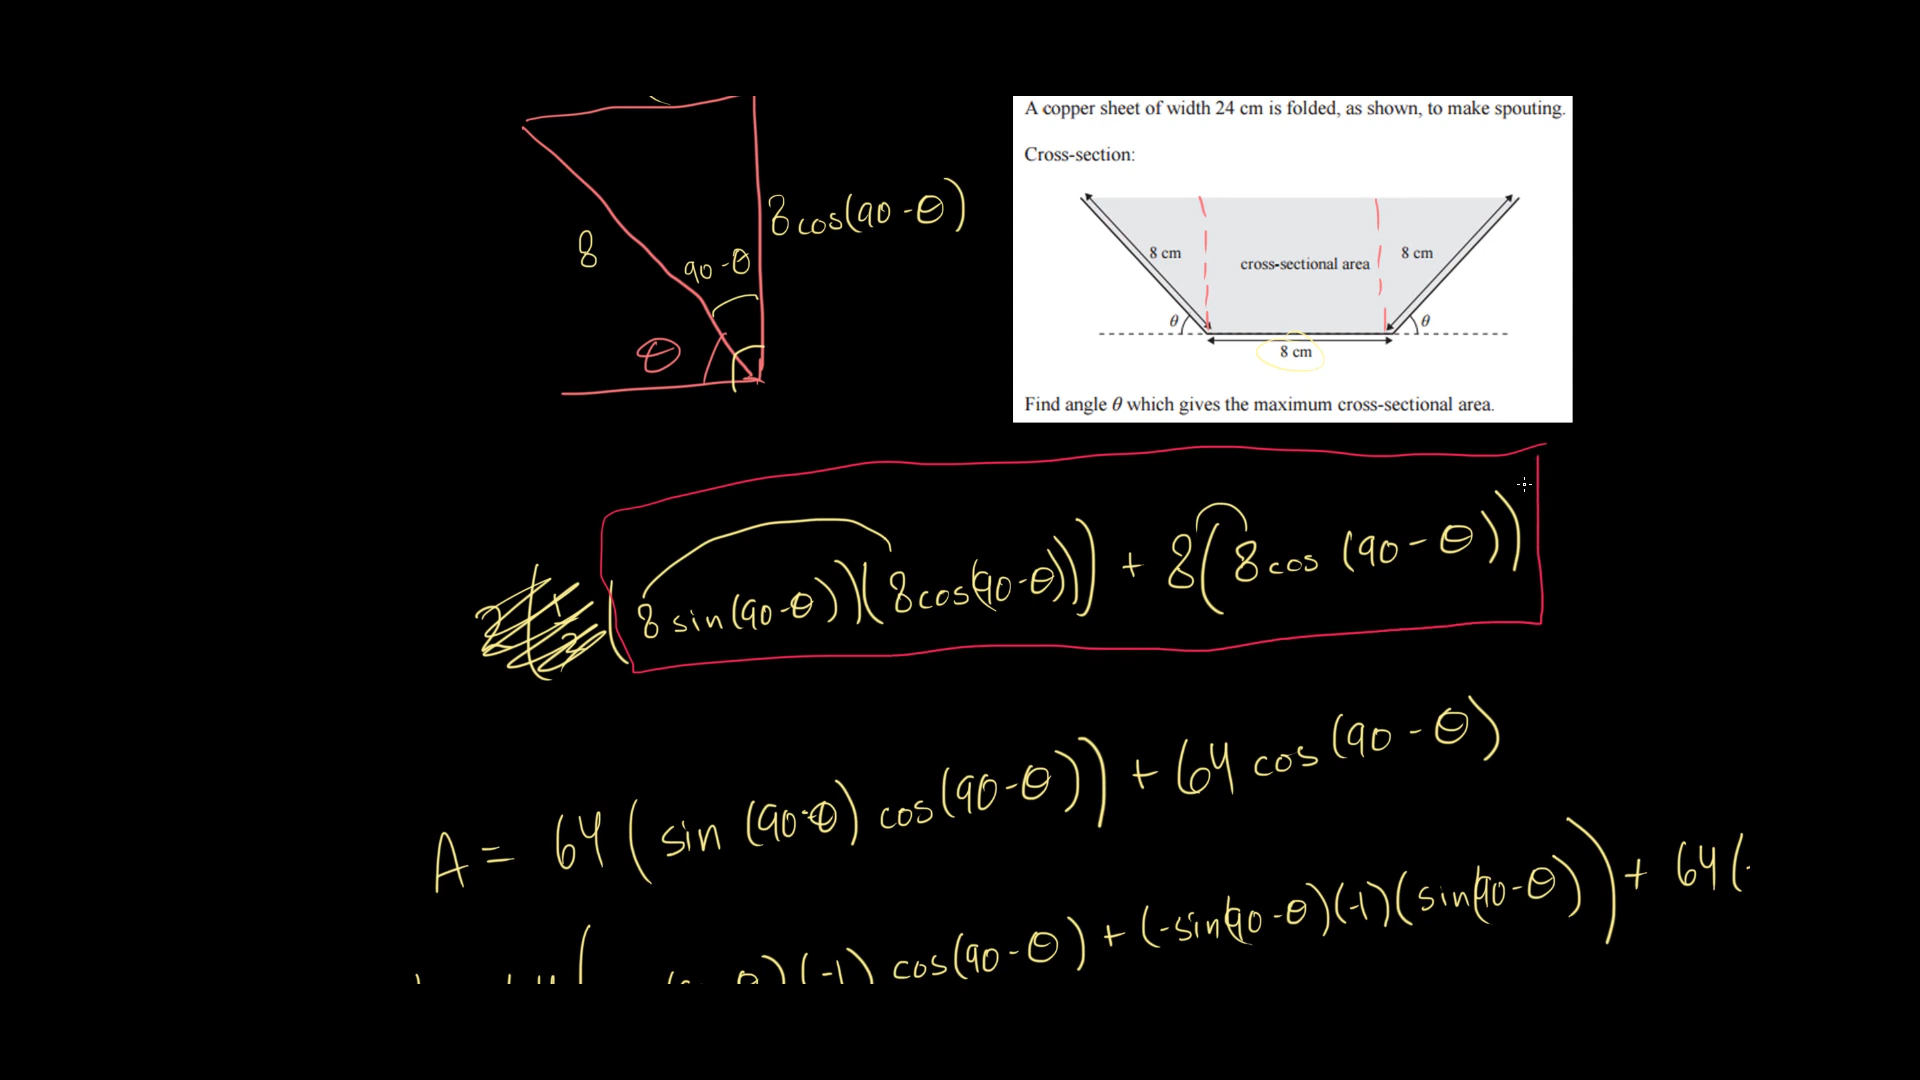 A copper sheet of width 24 cm is folded, as shown, to make spouting.
Cross-section:
8 cm
cross-sectional area
8 cm
θ
θ
8 cm
Find angle θ which gives the maximum cross-sectional area.
8
90-θ
8cos(90-θ)
θ
(8 sin(90-θ))(8cos(90-θ))) + 8(8cos (90-θ))
A = 64 (sin (90-θ) cos(90-θ)) + 64 cos (90-θ)
(-1) cos(90-θ) + (-sin(90-θ)(-1)(sin(90-θ)) + 64(